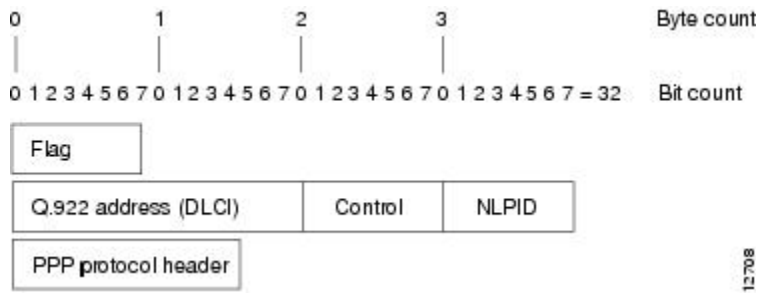 0 1 2 3 Byte count
0 1 2 3 4 5 6 7 0 1 2 3 4 5 6 7 0 1 2 3 4 5 6 7 0 1 2 3 4 5 6 7 = 32 Bit count
Flag
Q.922 address (DLCI) Control NLPID
PPP protocol header
12708